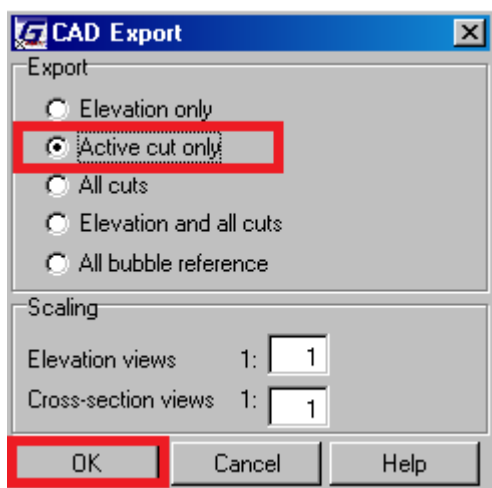 CAD Export
Export
Elevation only
Active cut only
All cuts
Elevation and all cuts
All bubble reference
Scaling
Elevation views 1: 1
Cross-section views 1: 1
OK Cancel Help